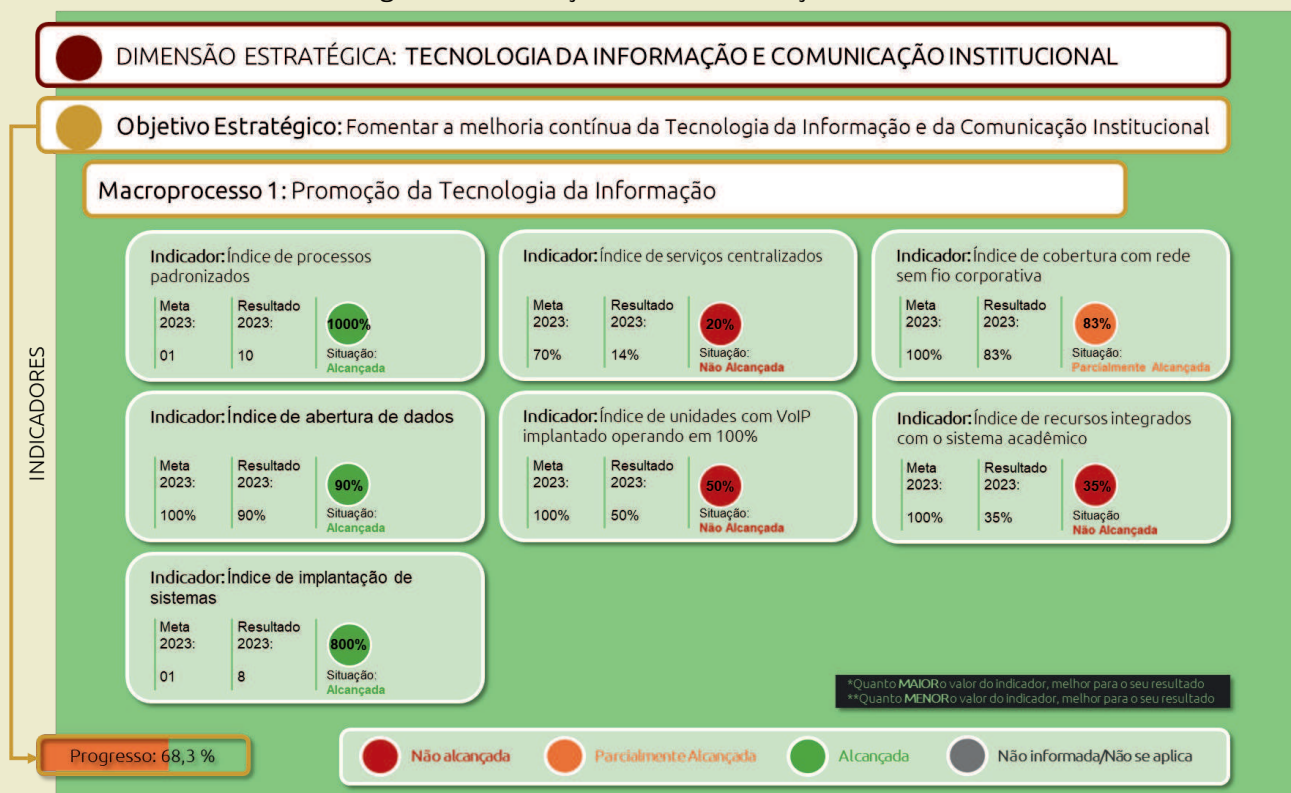 DIMENSÃO ESTRATÉGICA: TECNOLOGIA DA INFORMAÇÃO E COMUNICAÇÃO INSTITUCIONAL
Objetivo Estratégico: Fomentar a melhoria contínua da Tecnologia da Informação e da Comunicação Institucional
Macroprocesso 1: Promoção da Tecnologia da Informação
INDICADORES
Indicador: Índice de processos
padronizados
Meta
2023:
01
Resultado
2023:
10
1000%
Situação:
Alcançada
Indicador: Índice de serviços centralizados
Meta
2023:
70%
Resultado
2023:
14%
20%
Situação:
Não Alcançada
Indicador: Índice de cobertura com rede
sem fio corporativa
Meta
2023:
100%
Resultado
2023:
83%
83%
Situação:
Parcialmente Alcançada
Indicador: Índice de abertura de dados
Meta
2023:
100%
Resultado
2023:
90%
90%
Situação:
Alcançada
Indicador: Índice de unidades com VoIP
implantado operando em 100%
Meta
2023:
100%
Resultado
2023:
50%
50%
Situação:
Não Alcançada
Indicador: Índice de recursos integrados
com o sistema acadêmico
Meta
2023:
100%
Resultado
2023:
35%
35%
Situação
Não Alcançada
Indicador: Índice de implantação de
sistemas
Meta
2023:
01
Resultado
2023:
8
800%
Situação:
Alcançada
*Quanto MAIOR o valor do indicador, melhor para o seu resultado
**Quanto MENOR o valor do indicador, melhor para o seu resultado
Progresso: 68,3 %
Não alcançada
Parcialmente Alcançada
Alcançada
Não informada/Não se aplica